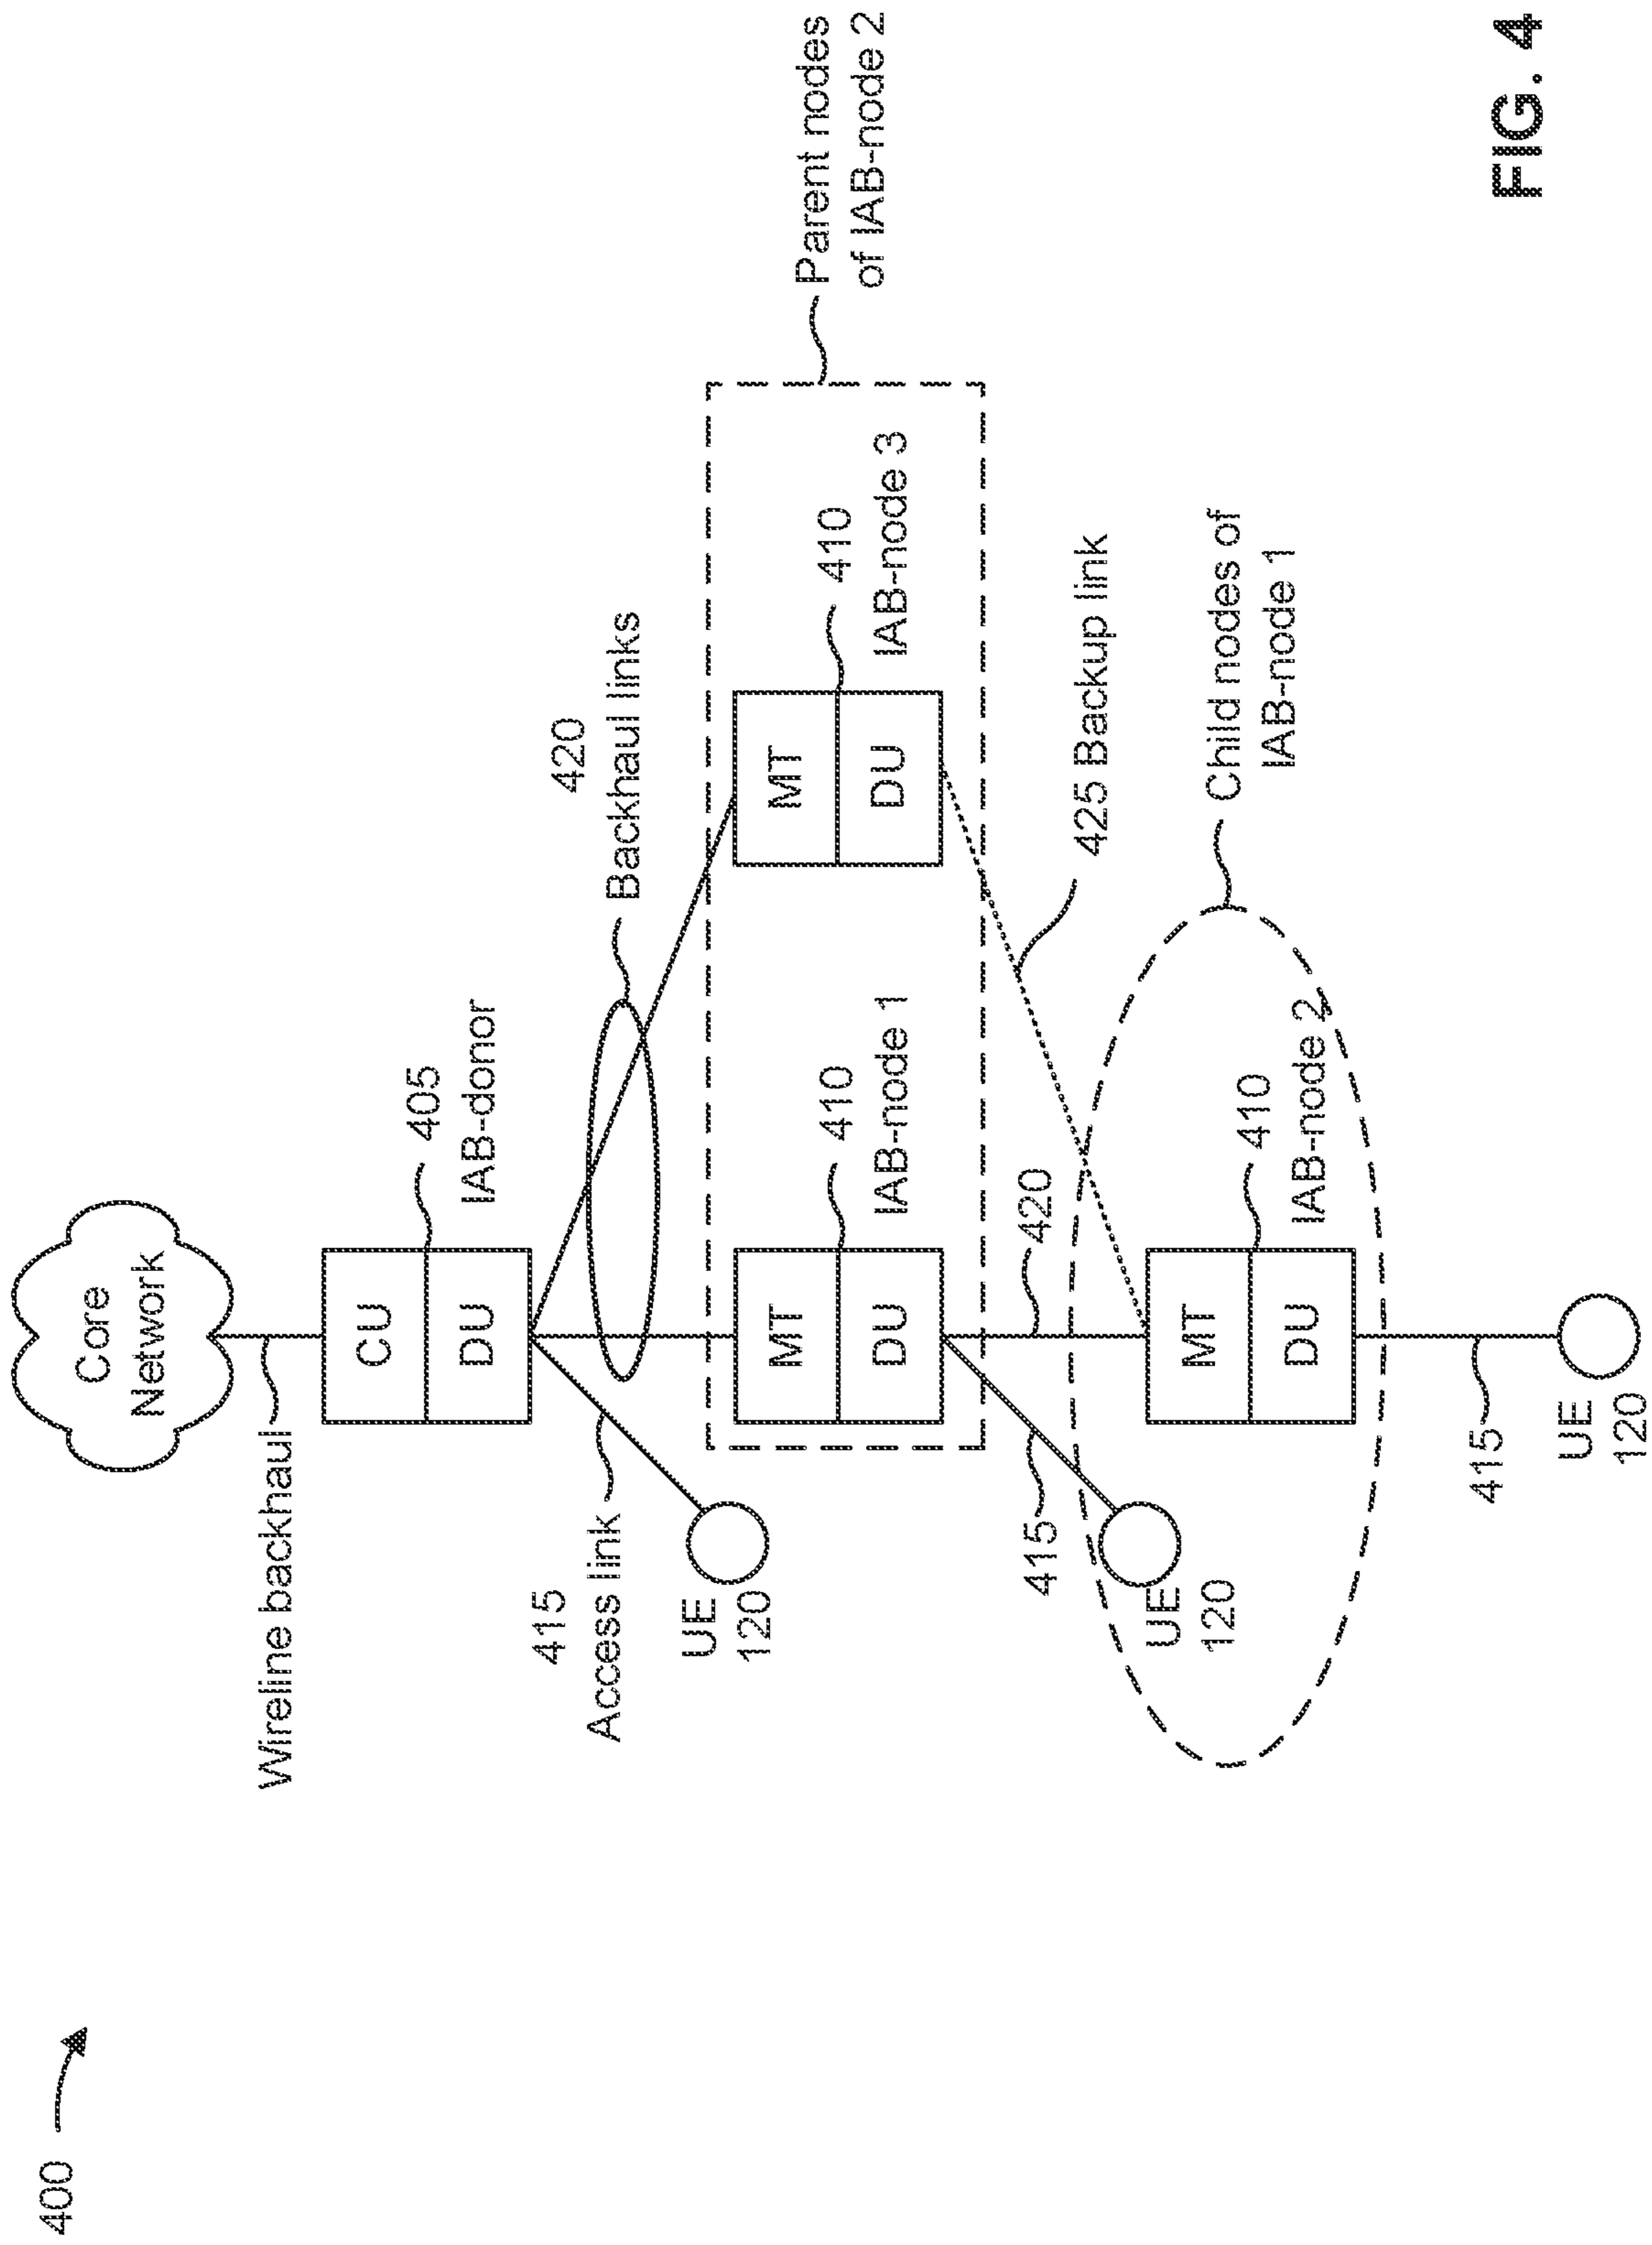 400
Core
Network
Wireline backhaul
CU
DU
405
IAB-donor
415
Access link
420
Backhaul links
UE
120
MT
DU
410
IAB-node 1
MT
DU
410
IAB-node 3
Parent nodes
of IAB-node 2
415
420
425 Backup link
UE
120
MT
DU
410
IAB-node 2
Child nodes of
IAB-node 1
415
UE
120
FIG. 4